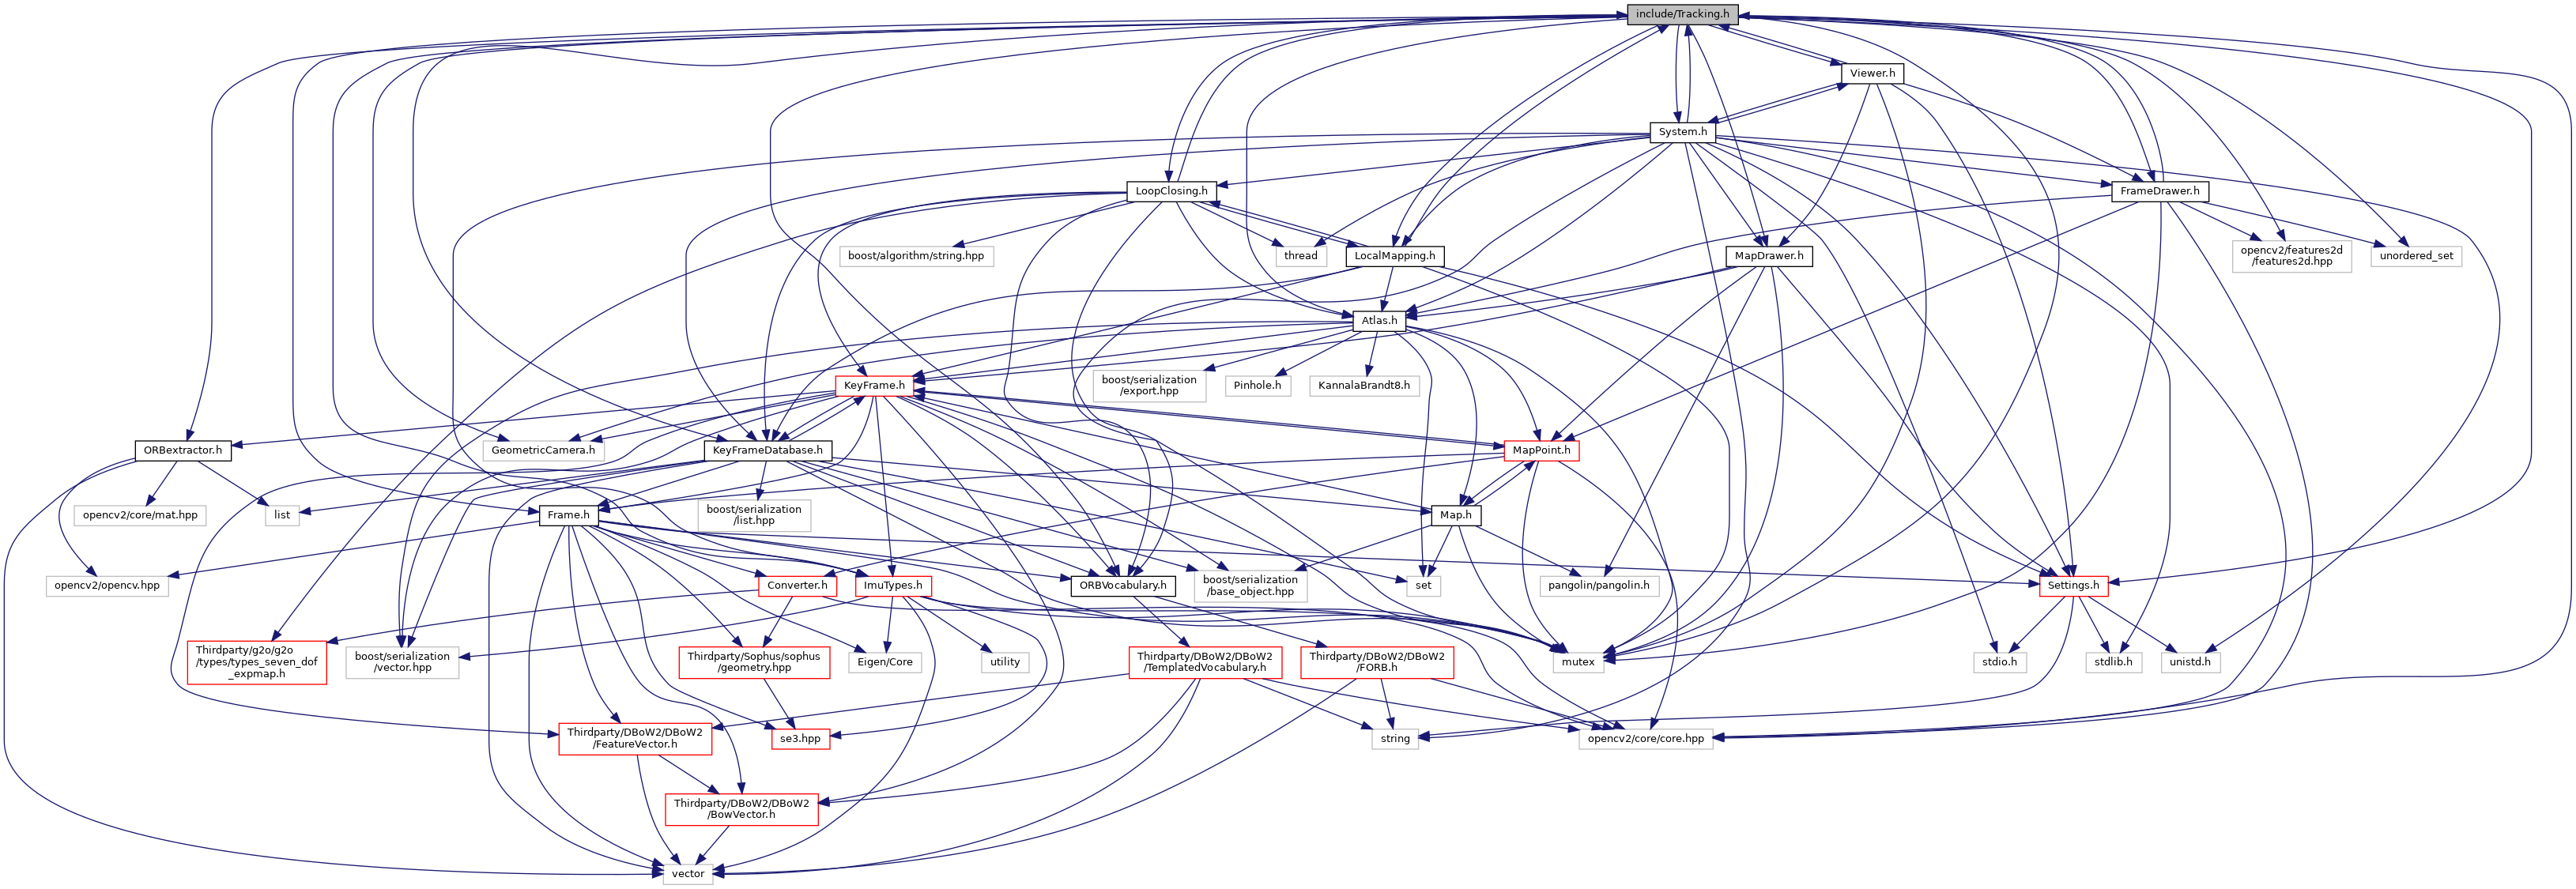 include/Tracking.h
Viewer.h
System.h
LoopClosing.h
FrameDrawer.h
boost/algorithm/string.hpp
thread
LocalMapping.h
MapDrawer.h
opencv2/features2d
/features2d.hpp
unordered_set
Atlas.h
KeyFrame.h
boost/serialization
/export.hpp
Pinhole.h
KannalaBrandt8.h
ORBextractor.h
GeometricCamera.h
KeyFrameDatabase.h
MapPoint.h
opencv2/core/mat.hpp
list
Frame.h
boost/serialization
/list.hpp
Map.h
opencv2/opencv.hpp
Converter.h
ImuTypes.h
ORBVocabulary.h
boost/serialization
/base_object.hpp
set
pangolin/pangolin.h
Settings.h
Thirdparty/g2o/g2o
/types/types_seven_dof
_expmap.h
boost/serialization
/vector.hpp
Thirdparty/Sophus/sophus
/geometry.hpp
Eigen/Core
utility
Thirdparty/DBoW2/DBoW2
/TemplatedVocabulary.h
Thirdparty/DBoW2/DBoW2
/FORB.h
mutex
stdio.h
stdlib.h
unistd.h
Thirdparty/DBoW2/DBoW2
/FeatureVector.h
se3.hpp
string
opencv2/core/core.hpp
Thirdparty/DBoW2/DBoW2
/BowVector.h
vector